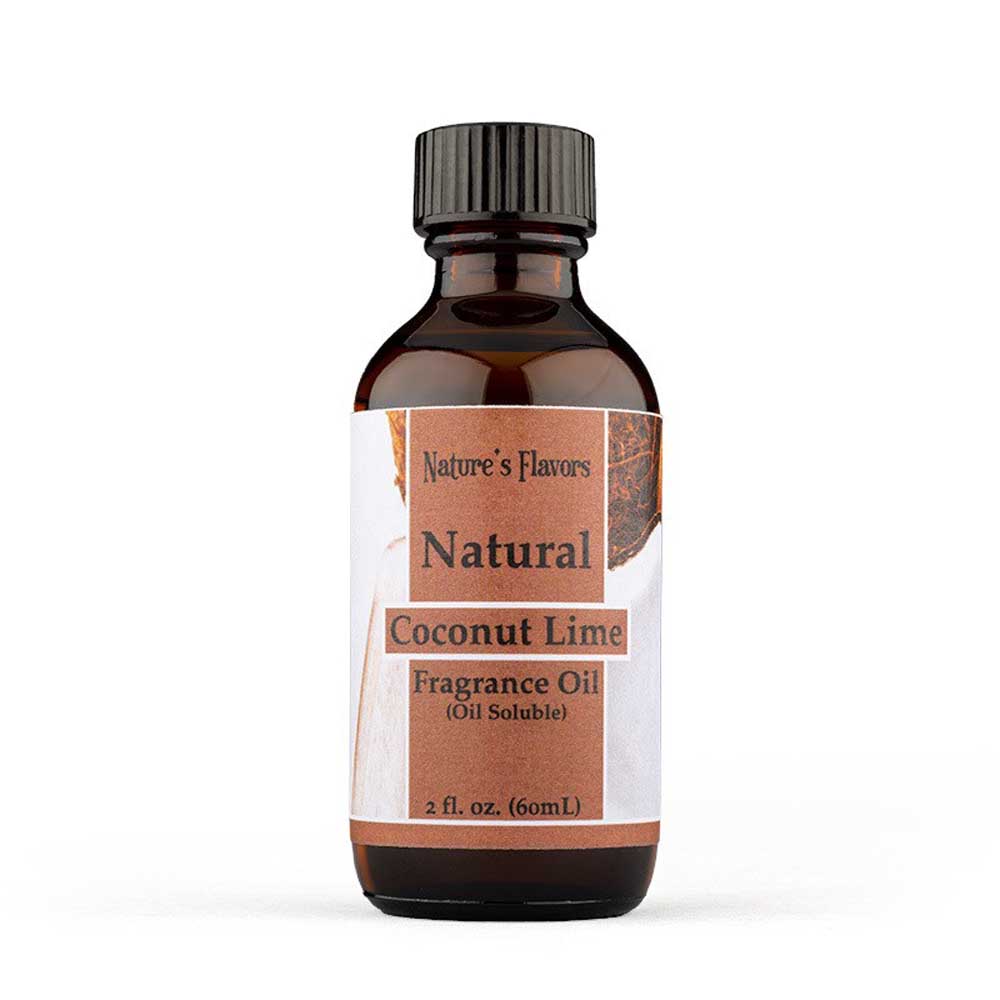 Nature's Flavors
Natural
Coconut Lime
Fragrance Oil
(Oil Soluble)
2 fl. oz. (60mL)